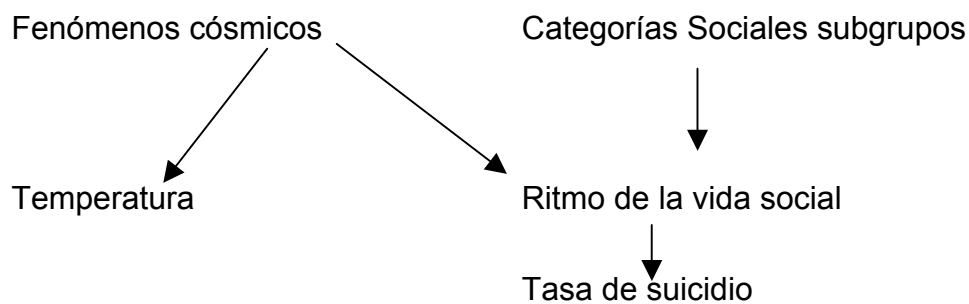 Fenómenos cósmicos
Categorías Sociales subgrupos
Temperatura
Ritmo de la vida social
Tasa de suicidio